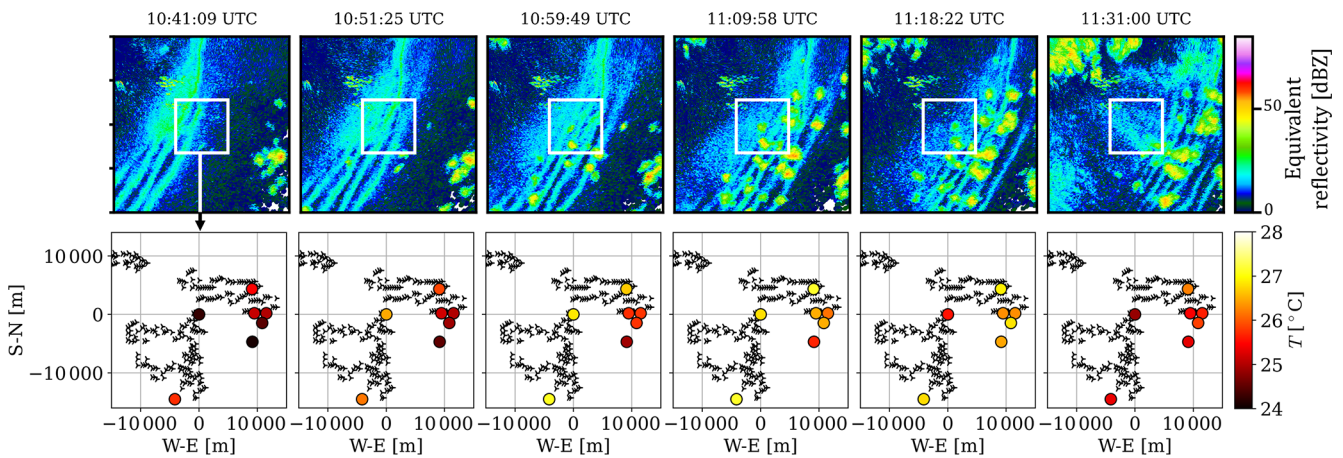 10:41:09 UTC 10:51:25 UTC 10:59:49 UTC 11:09:58 UTC 11:18:22 UTC 11:31:00 UTC
50
0
Equivalent
reflectivity [dBZ]
10 000
0
−10 000
S-N [m]
28
27
26
25
24
T [°C]
−10 000 0 10 000 −10 000 0 10 000 −10 000 0 10 000 −10 000 0 10 000 −10 000 0 10 000 −10 000 0 10 000
W-E [m] W-E [m] W-E [m] W-E [m] W-E [m] W-E [m]